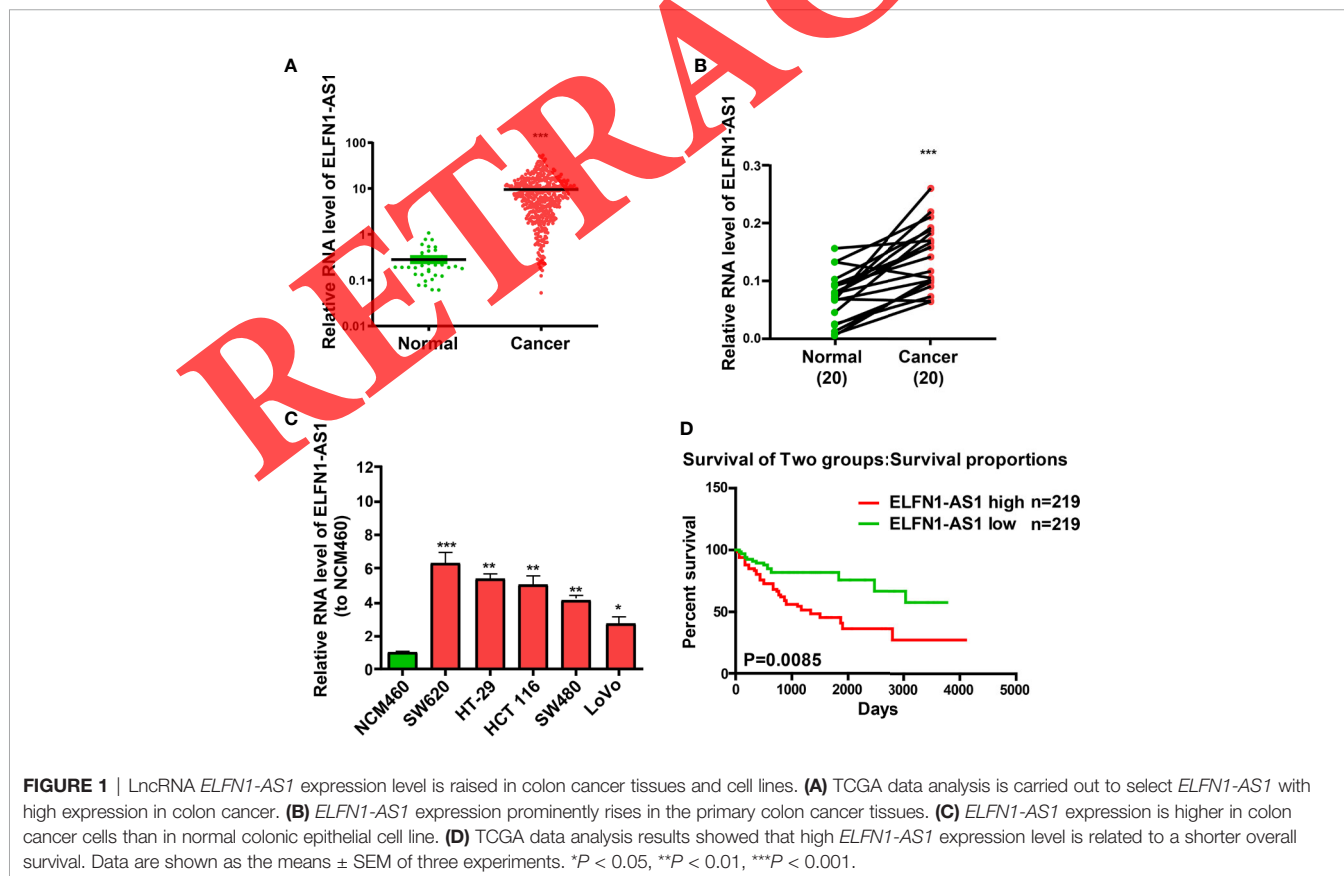 RETRAC
A
Relative RNA level of ELFN1-AS1
100
10
1
0.1
0.01
***
Normal
Cancer
B
Relative RNA level of ELFN1-AS1
0.3
0.2
0.1
0.0
***
Normal
(20)
Cancer
(20)
C
Relative RNA level of ELFN1-AS1
(to NCM460)
12
10
8
6
4
2
0
***
**
**
**
*
NCM460
SW620
HT-29
HCT 116
SW480
LoVo
D
Survival of Two groups:Survival proportions
Percent survival
150
100
50
0
ELFN1-AS1 high n=219
ELFN1-AS1 low n=219
P=0.0085
0
1000
2000
3000
4000
5000
Days
FIGURE 1 | LncRNA ELFN1-AS1 expression level is raised in colon cancer tissues and cell lines. (A) TCGA data analysis is carried out to select ELFN1-AS1 with
high expression in colon cancer. (B) ELFN1-AS1 expression prominently rises in the primary colon cancer tissues. (C) ELFN1-AS1 expression is higher in colon
cancer cells than in normal colonic epithelial cell line. (D) TCGA data analysis results showed that high ELFN1-AS1 expression level is related to a shorter overall
survival. Data are shown as the means ± SEM of three experiments. *P < 0.05, **P < 0.01, ***P < 0.001.